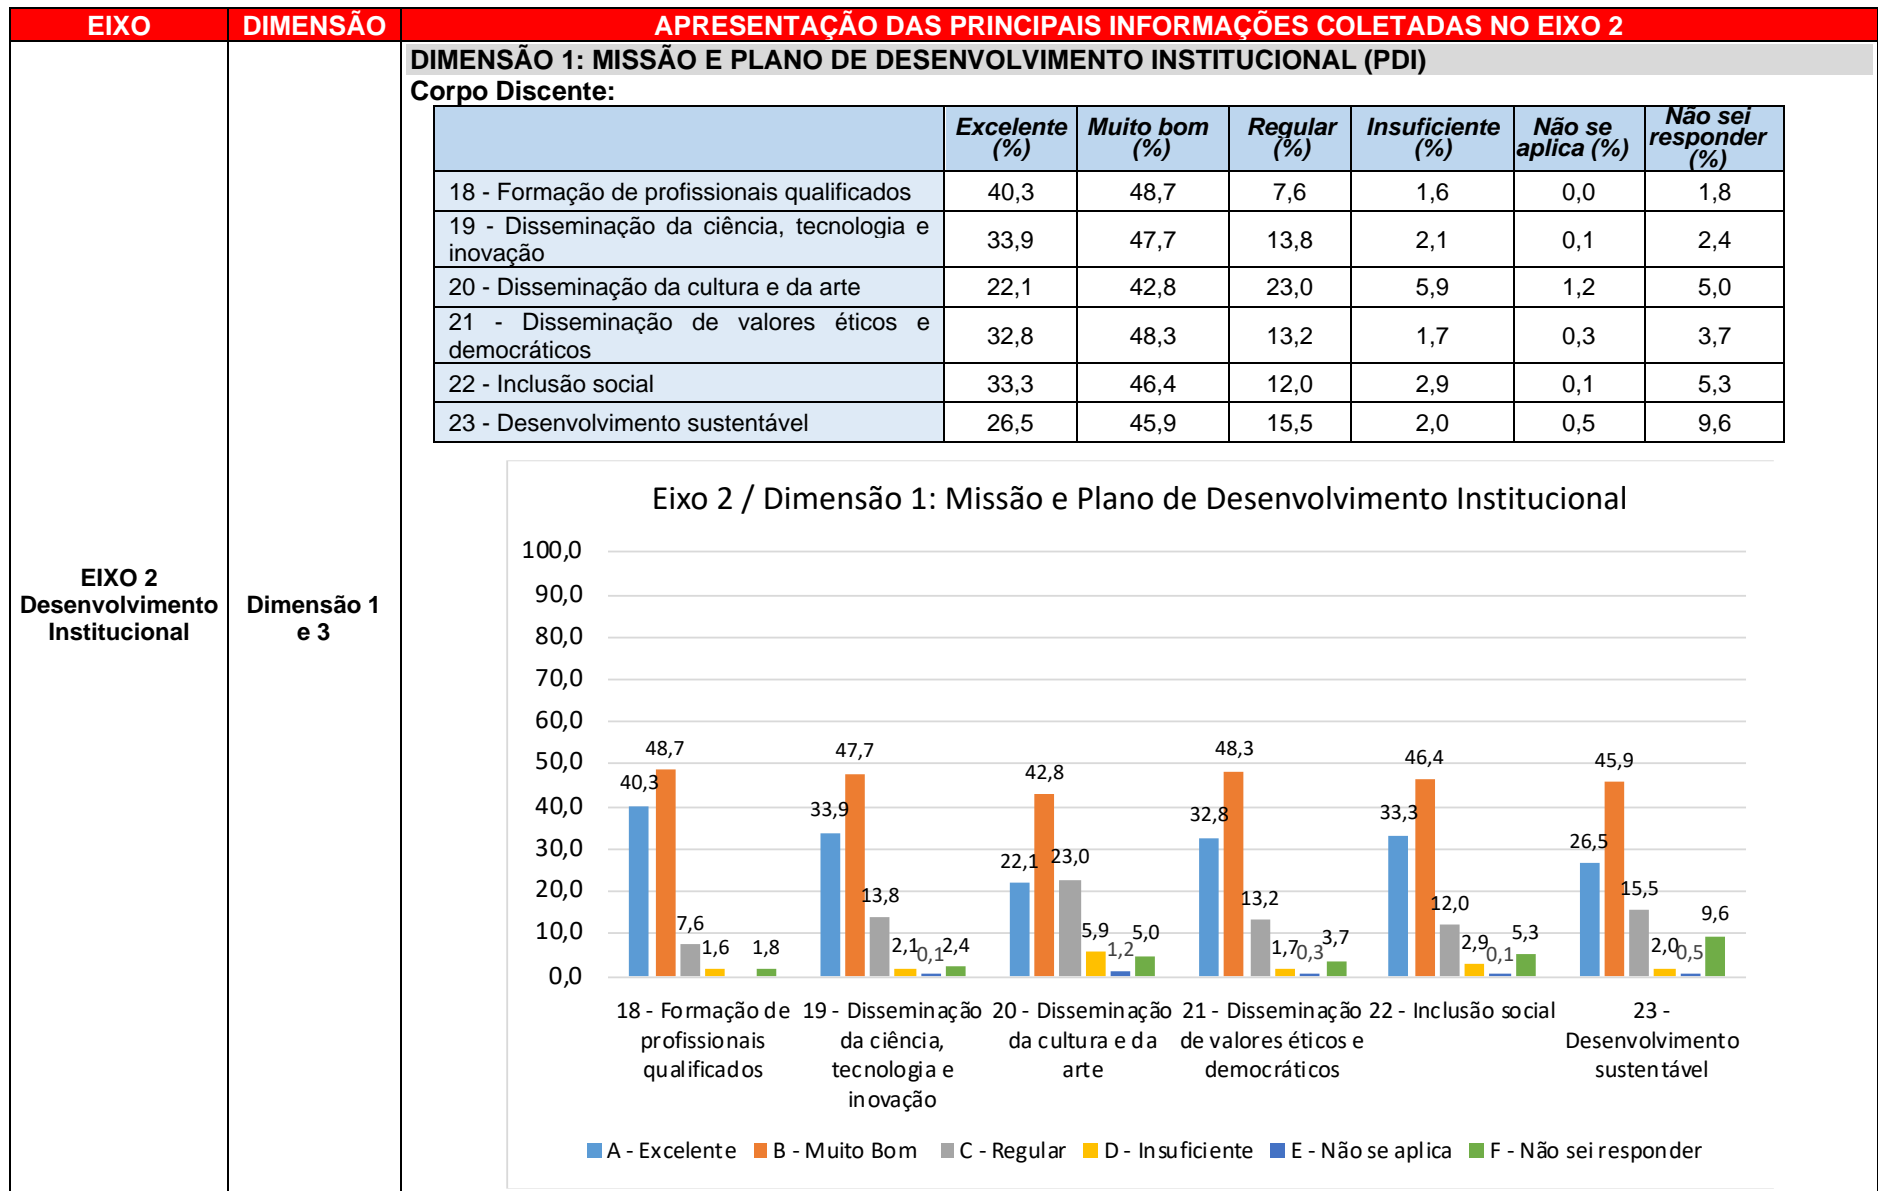 EIXO DIMENSÃO APRESENTAÇÃO DAS PRINCIPAIS INFORMAÇÕES COLETADAS NO EIXO 2
EIXO 2
Desenvolvimento
Institucional
Dimensão 1
e 3
DIMENSÃO 1: MISSÃO E PLANO DE DESENVOLVIMENTO INSTITUCIONAL (PDI)
Corpo Discente:
Excelente (%) Muito bom (%) Regular (%) Insuficiente (%) Não se aplica (%) Não sei responder (%)
18 - Formação de profissionais qualificados 40,3 48,7 7,6 1,6 0,0 1,8
19 - Disseminação da ciência, tecnologia e
inovação 33,9 47,7 13,8 2,1 0,1 2,4
20 - Disseminação da cultura e da arte 22,1 42,8 23,0 5,9 1,2 5,0
21 - Disseminação de valores éticos e
democráticos 32,8 48,3 13,2 1,7 0,3 3,7
22 - Inclusão social 33,3 46,4 12,0 2,9 0,1 5,3
23 - Desenvolvimento sustentável 26,5 45,9 15,5 2,0 0,5 9,6
Eixo 2 / Dimensão 1: Missão e Plano de Desenvolvimento Institucional
100,0
90,0
80,0
70,0
60,0
50,0
40,0
30,0
20,0
10,0
0,0
40,3 48,7 7,6 1,6 1,8
33,9 47,7 13,8 2,1 0,1 2,4
22,1 42,8 23,0 5,9 1,2 5,0
32,8 48,3 13,2 1,7 0,3 3,7
33,3 46,4 12,0 2,9 0,1 5,3
26,5 45,9 15,5 2,0 0,5 9,6
18 - Formação de
profissionais
qualificados
19 - Disseminação
da ciência,
tecnologia e
inovação
20 - Disseminação
da cultura e da
arte
21 - Disseminação
de valores éticos e
democráticos
22 - Inclusão social
23 -
Desenvolvimento
sustentável
A - Excelente B - Muito Bom C - Regular D - Insuficiente E - Não se aplica F - Não sei responder